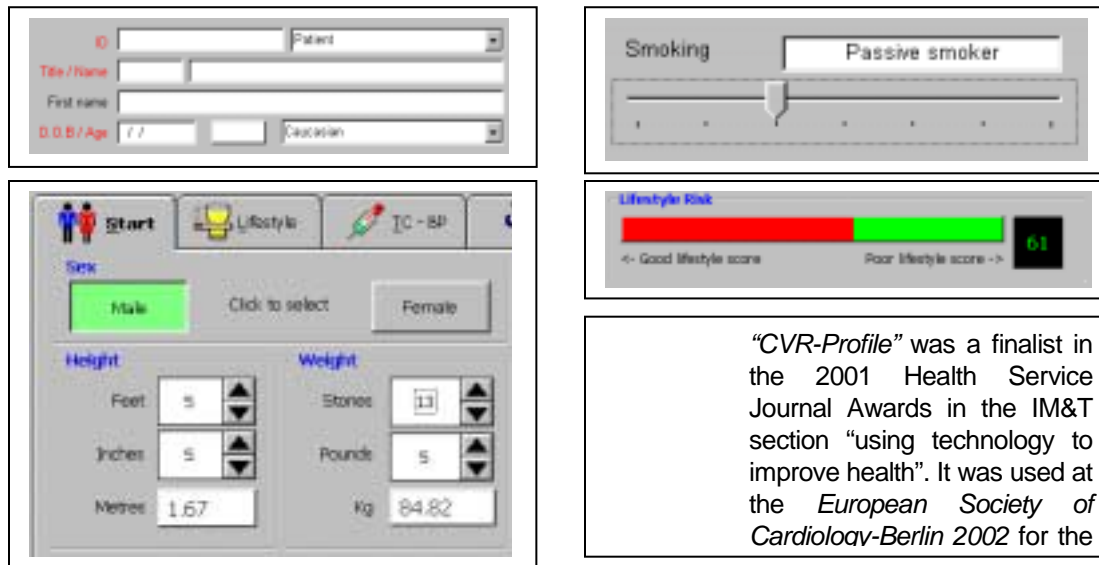 ID Patient
Title / Name
First name
D.O.B / Age / / Caucasian
Smoking Passive smoker
Start Lifestyle TC - BP
Sex
Male Click to select Female
Height Weight
Feet 5 Stones 13
Inches 5 Pounds 5
Metres 1.67 Kg 84.82
Lifestyle Risk
<- Good lifestyle score Poor lifestyle score -> 61
“CVR-Profile” was a finalist in
the 2001 Health Service
Journal Awards in the IM&T
section “using technology to
improve health”. It was used at
the European Society of
Cardiology-Berlin 2002 for the